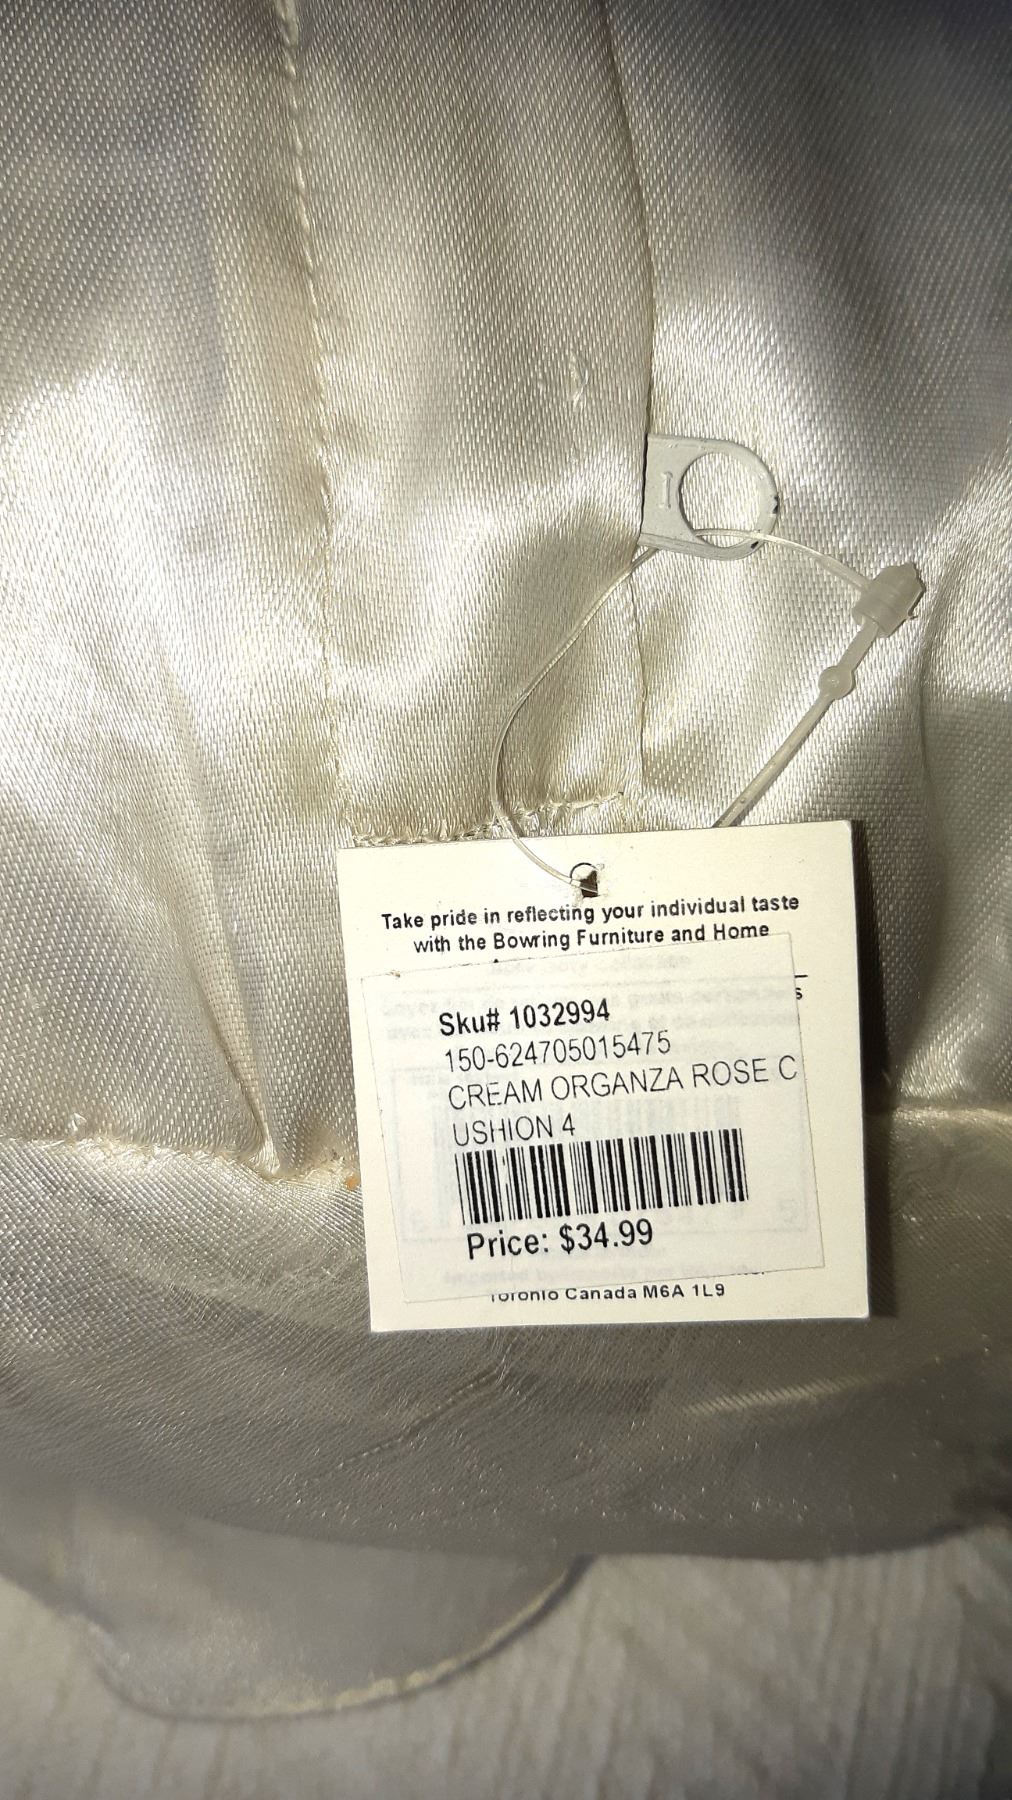 Take pride in reflecting your individual taste
with the Bowring Furniture and Home
s
Sku# 1032994
150-624705015475
CREAM ORGANZA ROSE C
USHION 4
Price: $34.99
Toronto Canada M6A 1L9